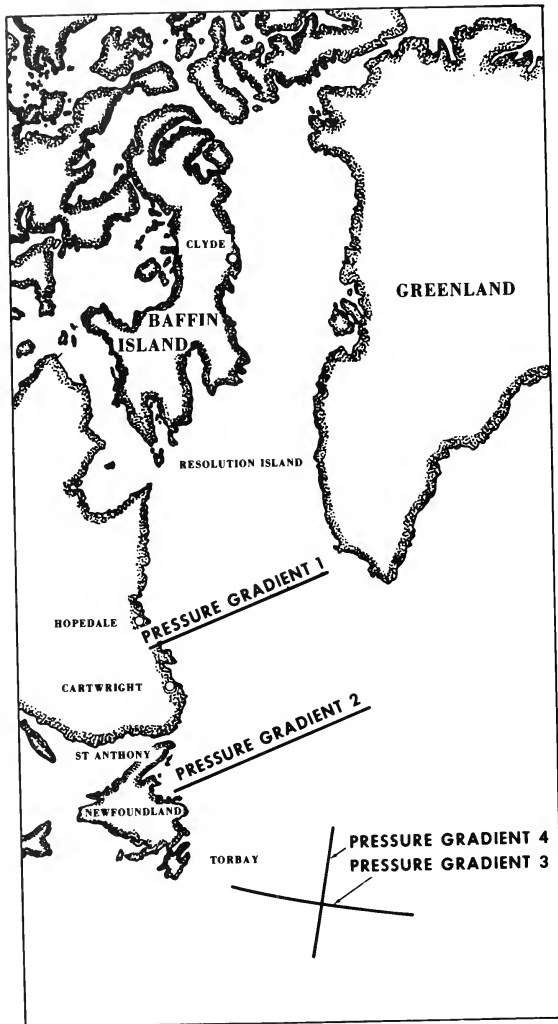 CLYDE
GREENLAND
BAFFIN
ISLAND
RESOLUTION ISLAND
PRESSURE GRADIENT 1
HOPEDALE
CARTWRIGHT
PRESSURE GRADIENT 2
ST ANTHONY
NEWFOUNDLAND
PRESSURE GRADIENT 4
PRESSURE GRADIENT 3
TORBAY